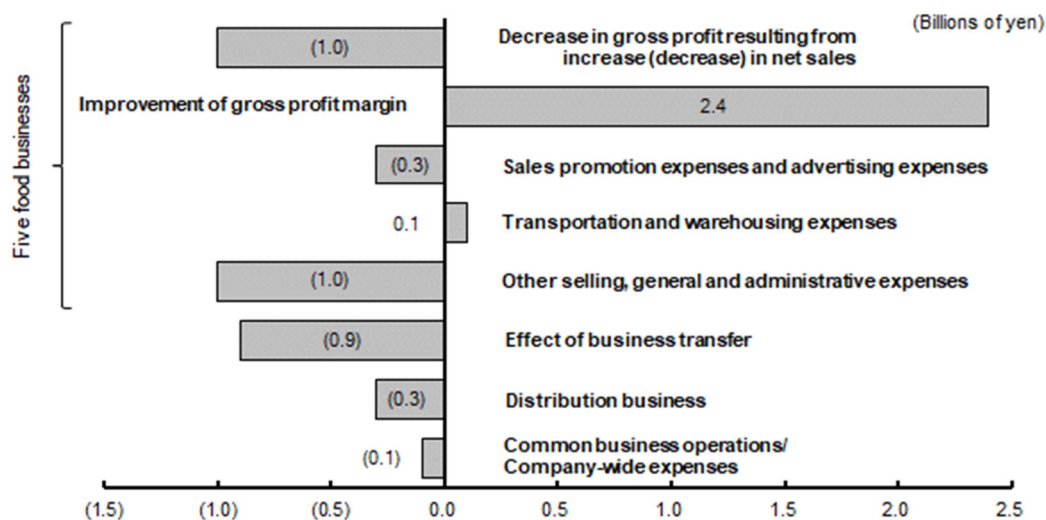 (Billions of yen)
Five food businesses
(1.0)
Decrease in gross profit resulting from
increase (decrease) in net sales
Improvement of gross profit margin
2.4
(0.3)
Sales promotion expenses and advertising expenses
0.1
Transportation and warehousing expenses
(1.0)
Other selling, general and administrative expenses
(0.9)
Effect of business transfer
(0.3)
Distribution business
(0.1)
Common business operations/
Company-wide expenses
(1.5) (1.0) (0.5) 0.0 0.5 1.0 1.5 2.0 2.5